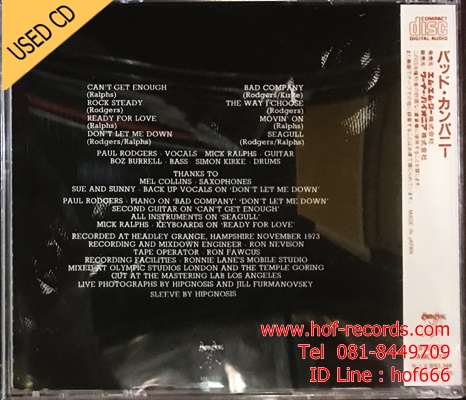 USED CD
CAN'T GET ENOUGH
(Ralphs)
ROCK STEADY
(Rodgers)
READY FOR LOVE
(Ralphs)
DON'T LET ME DOWN
(Rodgers/Ralphs)
BAD COMPANY
(Rodgers/Kirke)
THE WAY I CHOOSE
(Rodgers)
MOVIN' ON
(Ralphs)
SEAGULL
(Rodgers/Ralphs)
PAUL RODGERS · VOCALS MICK RALPHS · GUITAR
BOZ BURRELL · BASS SIMON KIRKE · DRUMS
THANKS TO
MEL COLLINS · SAXOPHONES
SUE AND SUNNY · BACK UP VOCALS ON 'DON'T LET ME DOWN'
PAUL RODGERS · PIANO ON 'BAD COMPANY' 'DON'T LET ME DOWN'
SECOND GUITAR ON 'CAN'T GET ENOUGH'
ALL INSTRUMENTS ON 'SEAGULL'
MICK RALPHS · KEYBOARDS ON 'READY FOR LOVE'
RECORDED AT HEADLEY GRANGE, HAMPSHIRE NOVEMBER 1973
RECORDING AND MIXDOWN ENGINEER · RON NEVISON
TAPE OPERATOR · RON FAWCUS
RECORDING FACILITIES · RONNIE LANE'S MOBILE STUDIO
MIXED AT OLYMPIC STUDIOS LONDON AND THE TEMPLE GORING
CUT AT THE MASTERING LAB LOS ANGELES
LIVE PHOTOGRAPHS BY HIPGNOSIS AND JILL FURMANOVSKY
SLEEVE BY HIPGNOSIS
COMPACT
disc
DIGITAL AUDIO
バッド・カンパニー
MADE IN JAPAN
www.hof-records.com
Tel 081-8449709
ID Line : hof666